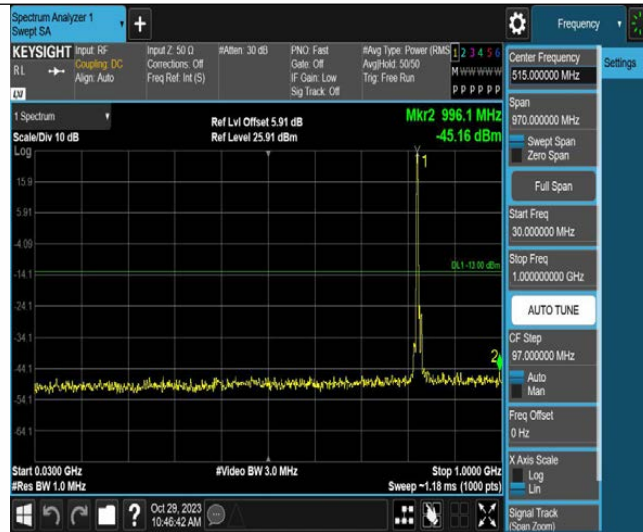 Spectrum Analyzer 1
Swept SA
+
Frequency
KEYSIGHT
Input: RF
Input Z: 50 Ω
#Atten: 30 dB
PNO: Fast
#Avg Type: Power (RMS
1 2 3 4 5 6
RL
Coupling: DC
Corrections: Off
Gate: Off
Avg|Hold: 50/50
M W W W W W
Align: Auto
Freq Ref: Int (S)
IF Gain: Low
Trig: Free Run
Sig Track: Off
P P P P P P
LXI
1 Spectrum
Ref Lvl Offset 5.91 dB
Mkr2 996.1 MHz
Scale/Div 10 dB
Ref Level 25.91 dBm
-45.16 dBm
Log
15.9
5.91
-4.09
-14.1
-24.1
-34.1
-44.1
-54.1
-64.1
1
DL1 -13.00 dBm
2
Start 0.0300 GHz
#Video BW 3.0 MHz
Stop 1.0000 GHz
#Res BW 1.0 MHz
Sweep ~1.18 ms (1000 pts)
Center Frequency
515.000000 MHz
Settings
Span
970.000000 MHz
Swept Span
Zero Span
Full Span
Start Freq
30.000000 MHz
Stop Freq
1.000000000 GHz
AUTO TUNE
CF Step
97.000000 MHz
Auto
Man
Freq Offset
0 Hz
X Axis Scale
Log
Lin
Signal Track
(Span Zoom)
?
Oct 29, 2023
10:46:42 AM